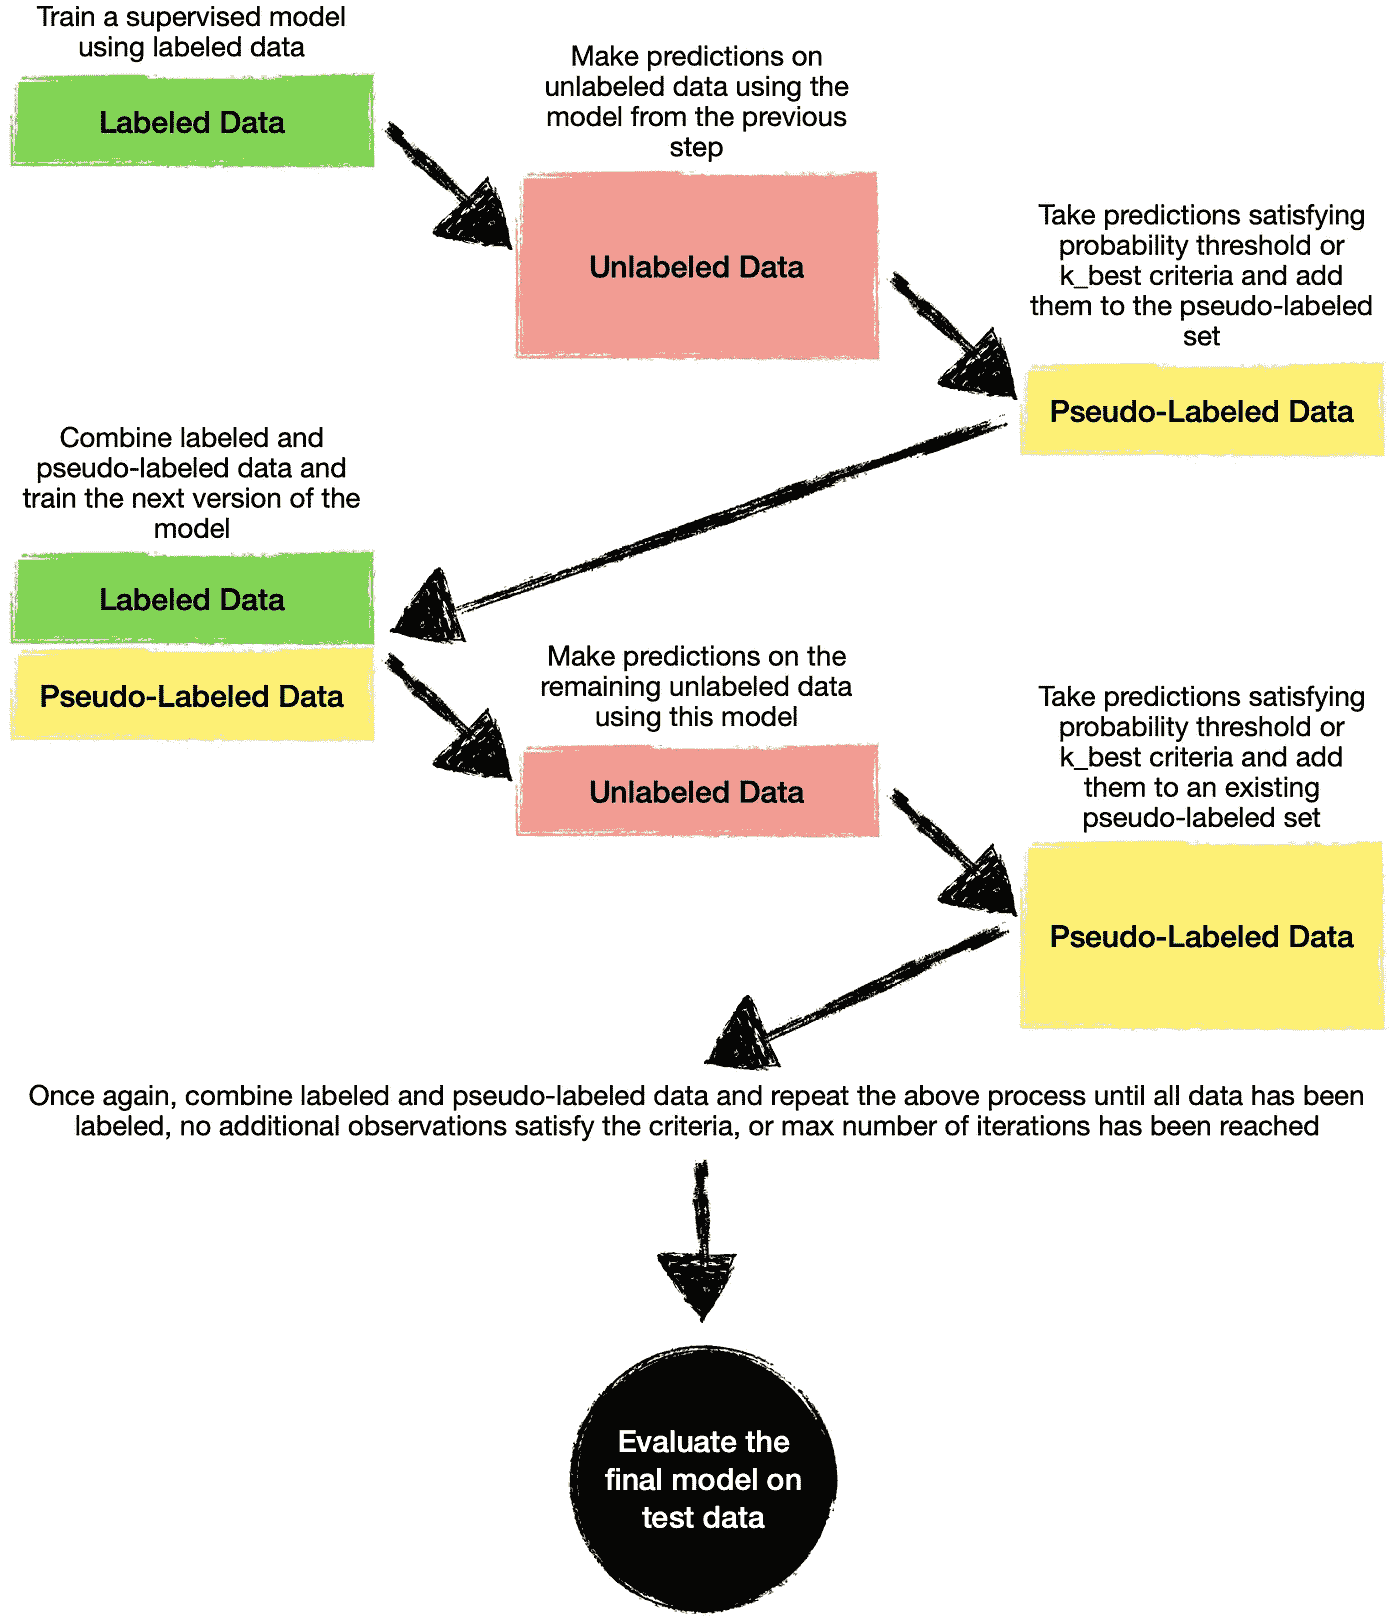 Train a supervised model
using labeled data
Labeled Data
Make predictions on
unlabeled data using the
model from the previous
step
Unlabeled Data
Take predictions satisfying
probability threshold or
k_best criteria and add
them to the pseudo-labeled
set
Pseudo-Labeled Data
Combine labeled and
pseudo-labeled data and
train the next version of the
model
Labeled Data
Pseudo-Labeled Data
Make predictions on the
remaining unlabeled data
using this model
Unlabeled Data
Take predictions satisfying
probability threshold or
k_best criteria and add
them to an existing
pseudo-labeled set
Pseudo-Labeled Data
Once again, combine labeled and pseudo-labeled data and repeat the above process until all data has been
labeled, no additional observations satisfy the criteria, or max number of iterations has been reached
Evaluate the
final model on
test data